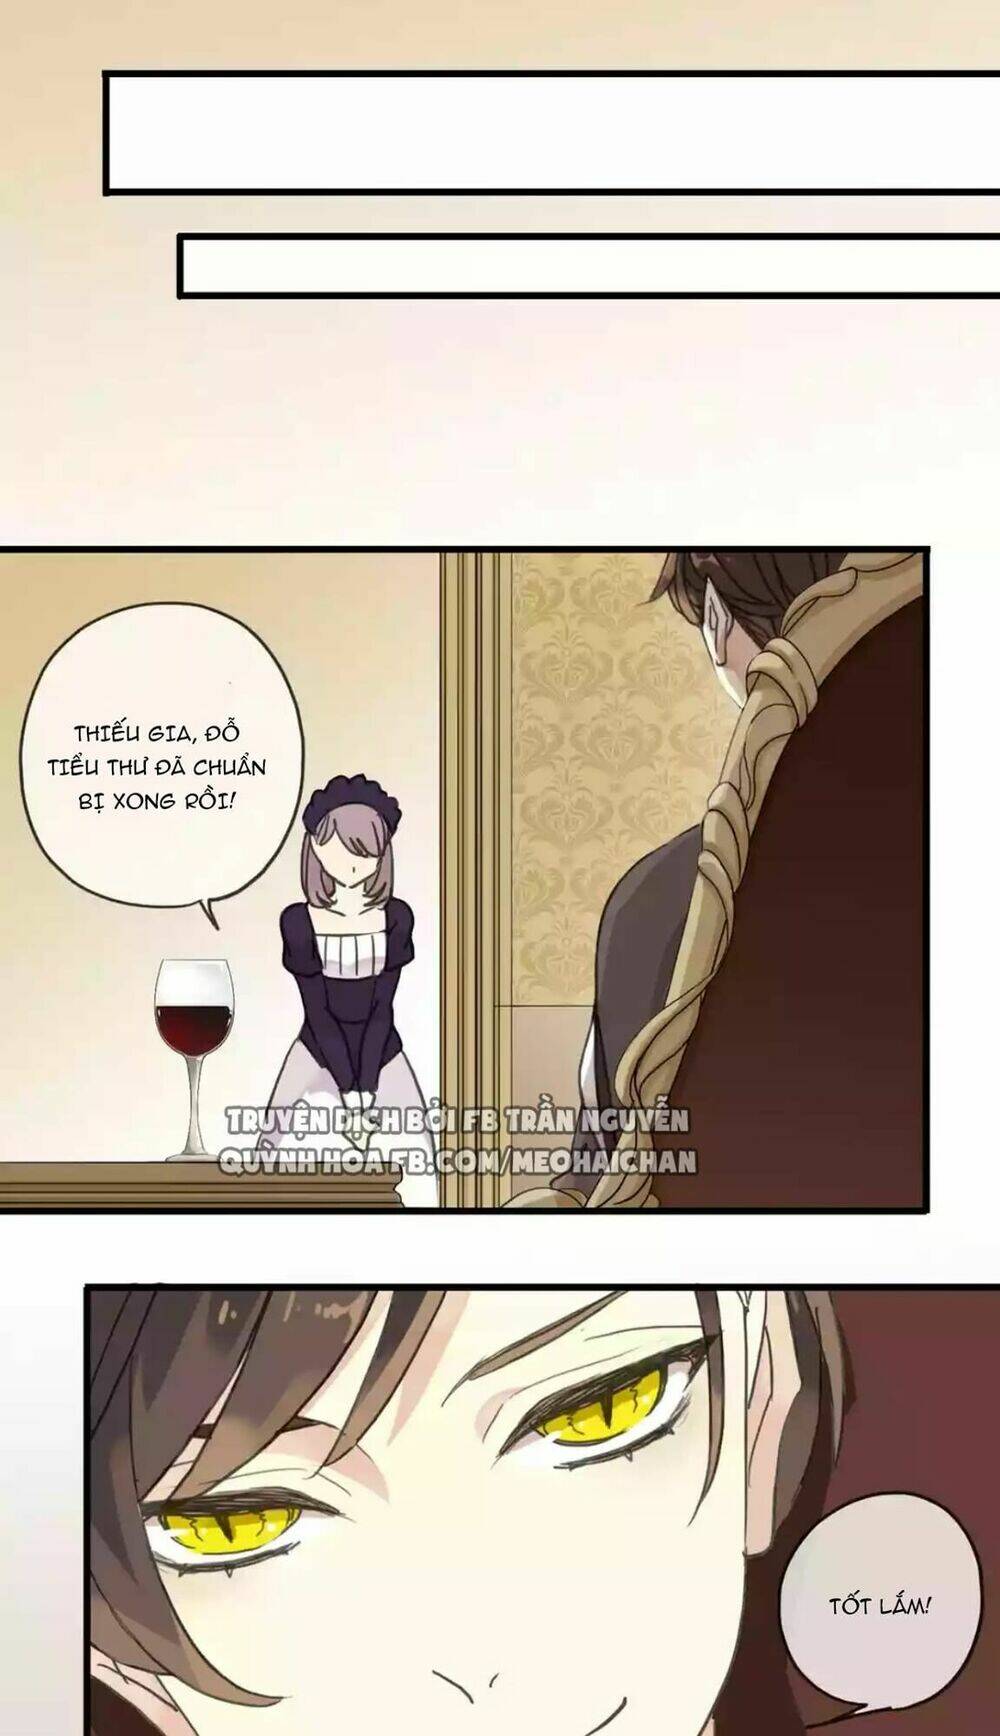 THIẾU GIA, ĐỖ
TIỂU THƯ ĐÃ CHUẨN
BỊ XONG RỒI!
TRUYỆN DỊCH BỞI FB TRẦN NGUYỄN
QUỲNH HOA FB.COM/MEOHAICHAN
TỐT LẮM!